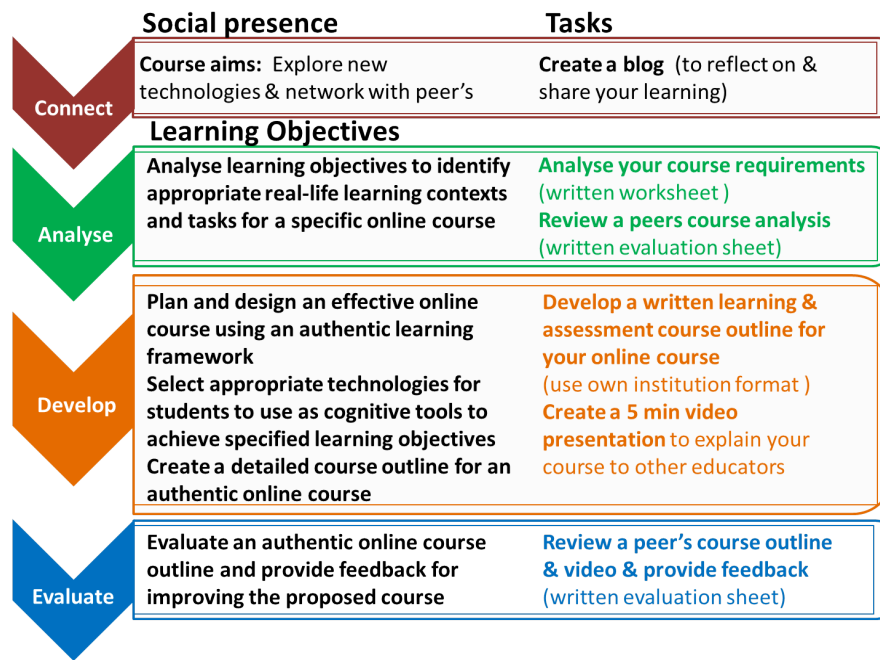 Social presence
Tasks
Connect
Course aims: Explore new
technologies & network with peer's
Create a blog (to reflect on &
share your learning)
Learning Objectives
Analyse
Analyse learning objectives to identify
appropriate real-life learning contexts
and tasks for a specific online course
Analyse your course requirements
(written worksheet )
Review a peers course analysis
(written evaluation sheet)
Develop
Plan and design an effective online
course using an authentic learning
framework
Select appropriate technologies for
students to use as cognitive tools to
achieve specified learning objectives
Create a detailed course outline for an
authentic online course
Develop a written learning &
assessment course outline for
your online course
(use own institution format )
Create a 5 min video
presentation to explain your
course to other educators
Evaluate
Evaluate an authentic online course
outline and provide feedback for
improving the proposed course
Review a peer's course outline
& video & provide feedback
(written evaluation sheet)